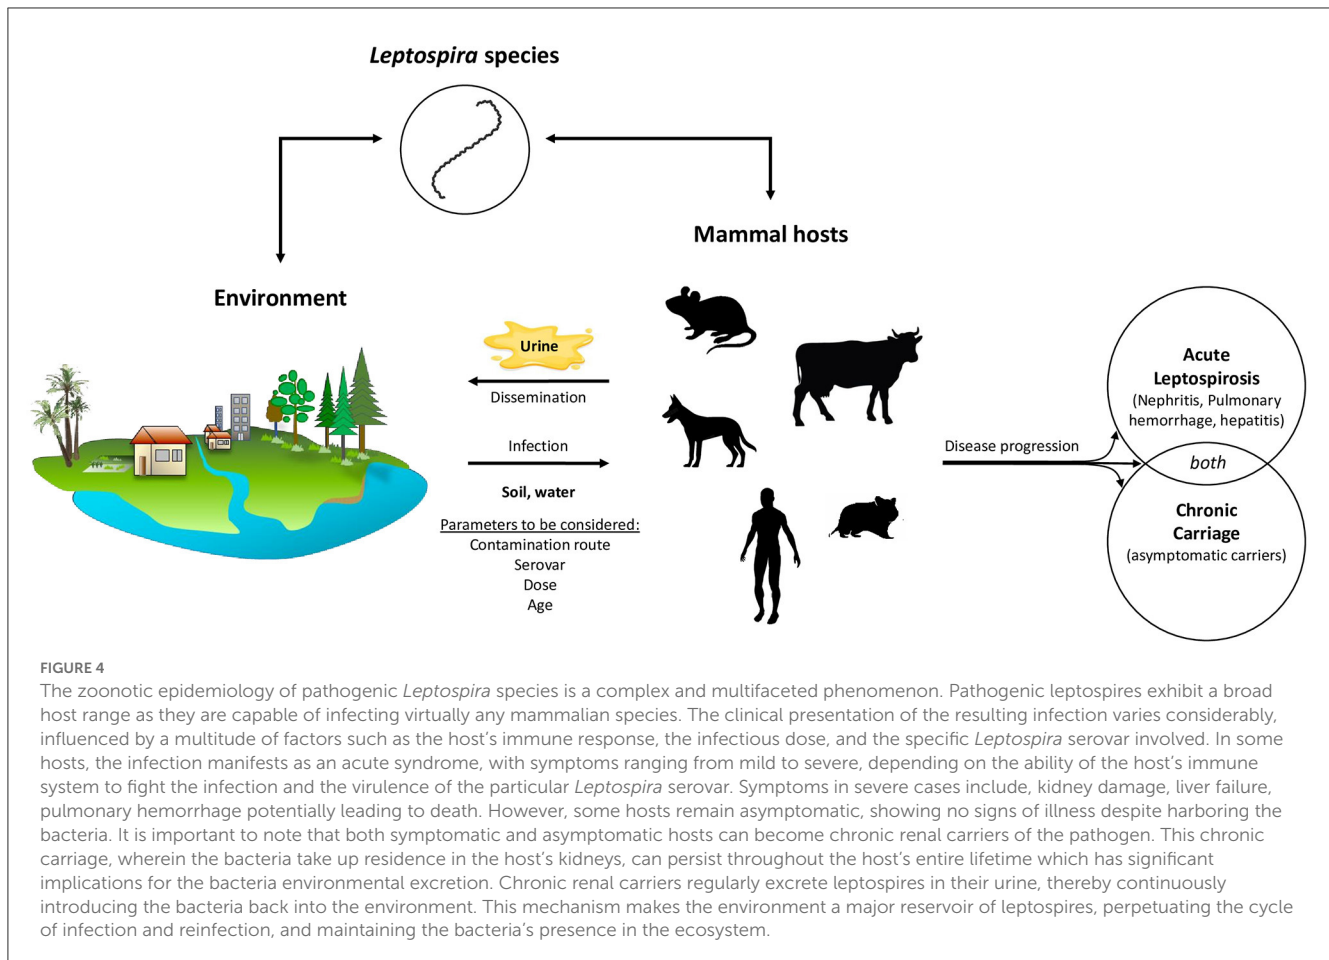 Leptospira species
Mammal hosts
Environment
Urine
Dissemination
Infection
Soil, water
Parameters to be considered:
Contamination route
Serovar
Dose
Age
Disease progression
Acute
Leptospirosis
(Nephritis, Pulmonary
hemorrhage, hepatitis)
both
Chronic
Carriage
(asymptomatic carriers)
FIGURE 4
The zoonotic epidemiology of pathogenic Leptospira species is a complex and multifaceted phenomenon. Pathogenic leptospires exhibit a broad
host range as they are capable of infecting virtually any mammalian species. The clinical presentation of the resulting infection varies considerably,
influenced by a multitude of factors such as the host's immune response, the infectious dose, and the specific Leptospira serovar involved. In some
hosts, the infection manifests as an acute syndrome, with symptoms ranging from mild to severe, depending on the ability of the host's immune
system to fight the infection and the virulence of the particular Leptospira serovar. Symptoms in severe cases include, kidney damage, liver failure,
pulmonary hemorrhage potentially leading to death. However, some hosts remain asymptomatic, showing no signs of illness despite harboring the
bacteria. It is important to note that both symptomatic and asymptomatic hosts can become chronic renal carriers of the pathogen. This chronic
carriage, wherein the bacteria take up residence in the host's kidneys, can persist throughout the host's entire lifetime which has significant
implications for the bacteria environmental excretion. Chronic renal carriers regularly excrete leptospires in their urine, thereby continuously
introducing the bacteria back into the environment. This mechanism makes the environment a major reservoir of leptospires, perpetuating the cycle
of infection and reinfection, and maintaining the bacteria's presence in the ecosystem.